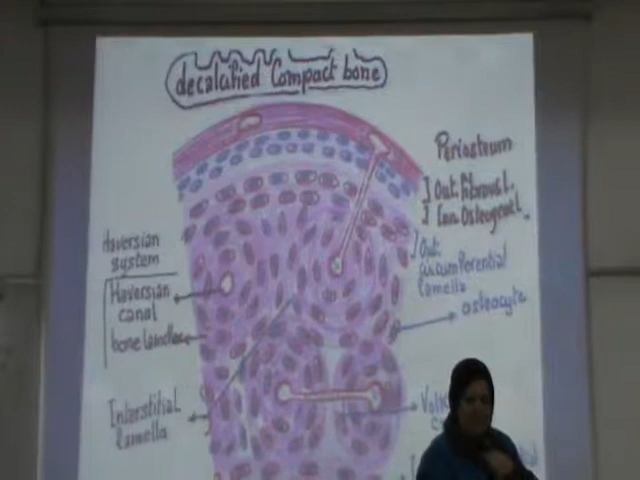 decalcified Compact bone
Periosteum
Out. fibrous.
Inn. Osteogenet.
Out.
circumferential
lamella
osteocyte
Haversian
system
Haversian
canal
bone lamellae
Interstitial
lamella